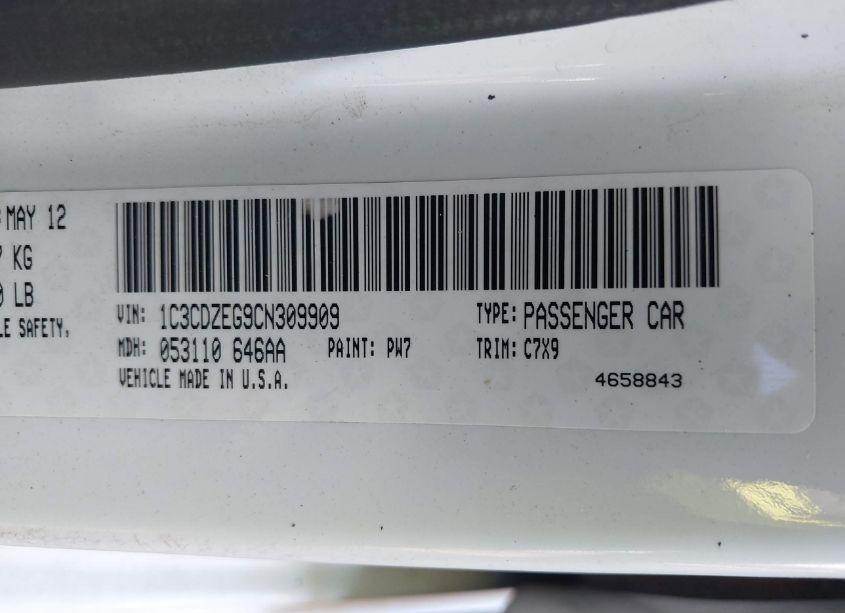 MAY 12
KG
LB
LE SAFETY,
VIN: 1C3CDZEG9CN309909 TYPE: PASSENGER CAR
MDH: 053110 646AA PAINT: PW7 TRIM: C7X9
VEHICLE MADE IN U.S.A. 4658843